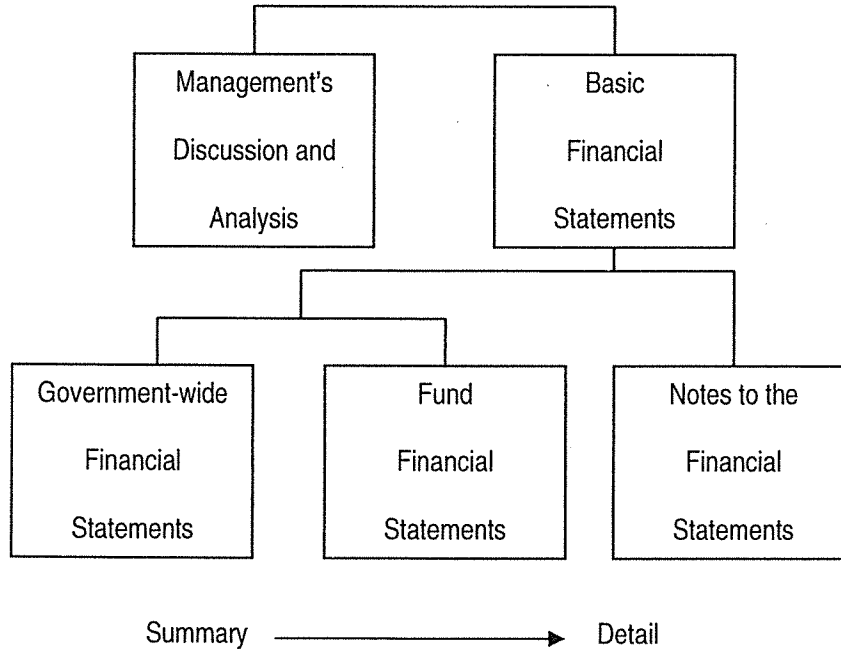 Management's
Discussion and
Analysis
Basic
Financial
Statements
Government-wide
Financial
Statements
Fund
Financial
Statements
Notes to the
Financial
Statements
Summary
Detail